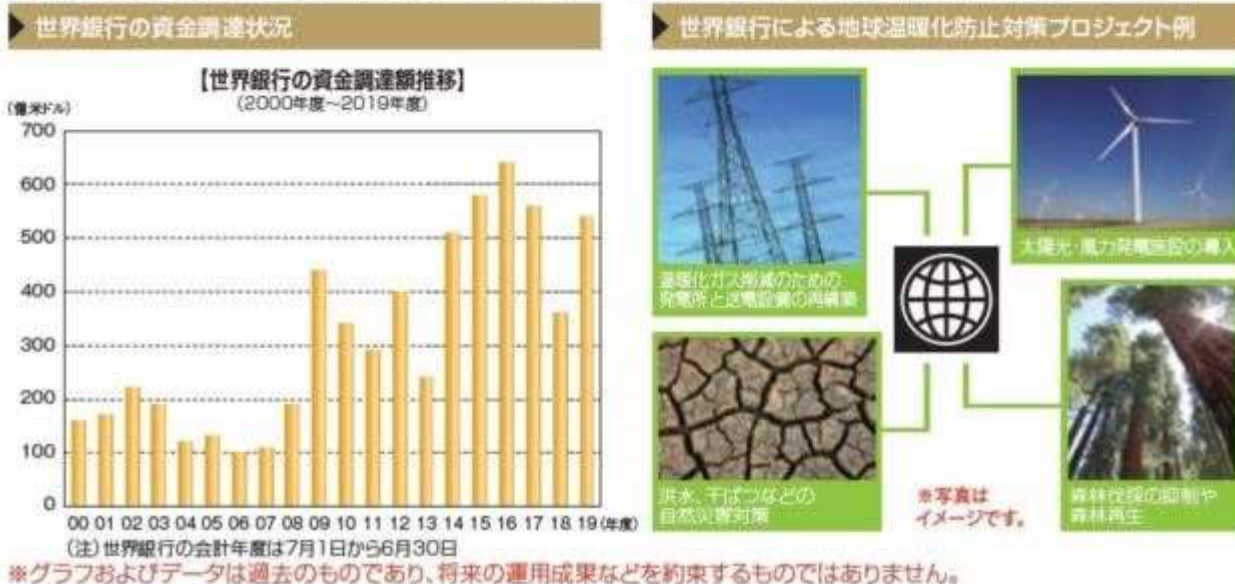 世界銀行の資金調達状況
【世界銀行の資金調達額推移】
(2000年度~2019年度)
(億米ドル)
700
600
500
400
300
200
100
0
00 01 02 03 04 05 06 07 08 09 10 11 12 13 14 15 16 17 18 19 (年度)
(注)世界銀行の会計年度は7月1日から6月30日
世界銀行による地球温暖化防止対策プロジェクト例
温暖化ガス削減のための
発電所と送電設備の再構築
太陽光・風力発電施設の導入
洪水、干ばつなどの
自然災害対策
※写真は
イメージです。
森林伐採の抑制や
森林再生
※グラフおよびデータは過去のものであり、将来の運用成果などを約束するものではありません。